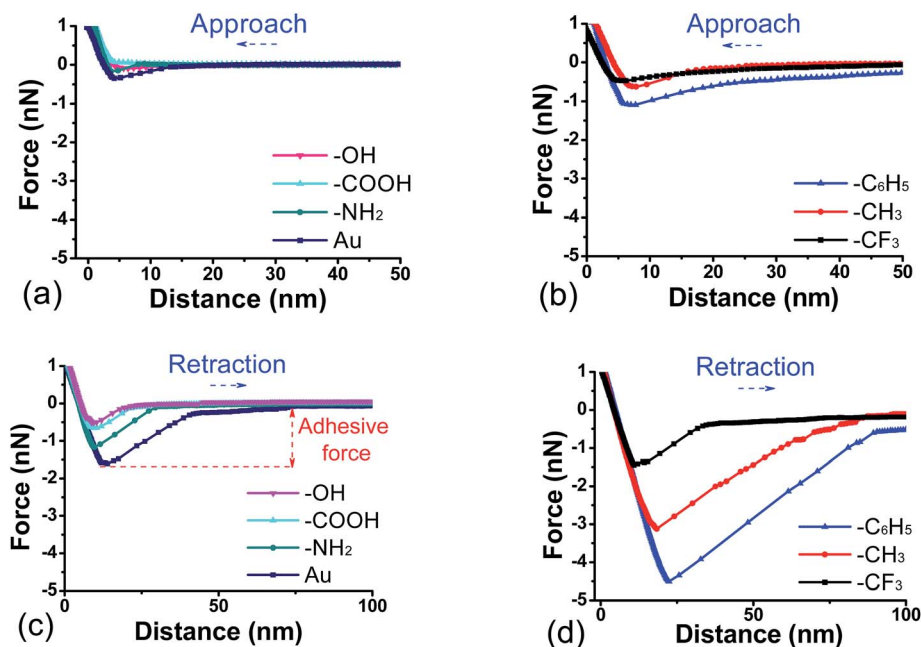 Approach
1
0
-1
-2
-3
-4
-5
Force (nN)
-OH
-COOH
-NH2
Au
0
10
20
30
40
50
Distance (nm)
(a)
Approach
1
0
-1
-2
-3
-4
-5
Force (nN)
-C6H5
-CH3
-CF3
0
10
20
30
40
50
Distance (nm)
(b)
Retraction
1
0
-1
-2
-3
-4
-5
Force (nN)
Adhesive
force
-OH
-COOH
-NH2
Au
0
50
100
Distance (nm)
(c)
Retraction
1
0
-1
-2
-3
-4
-5
Force (nN)
-C6H5
-CH3
-CF3
0
50
100
Distance (nm)
(d)